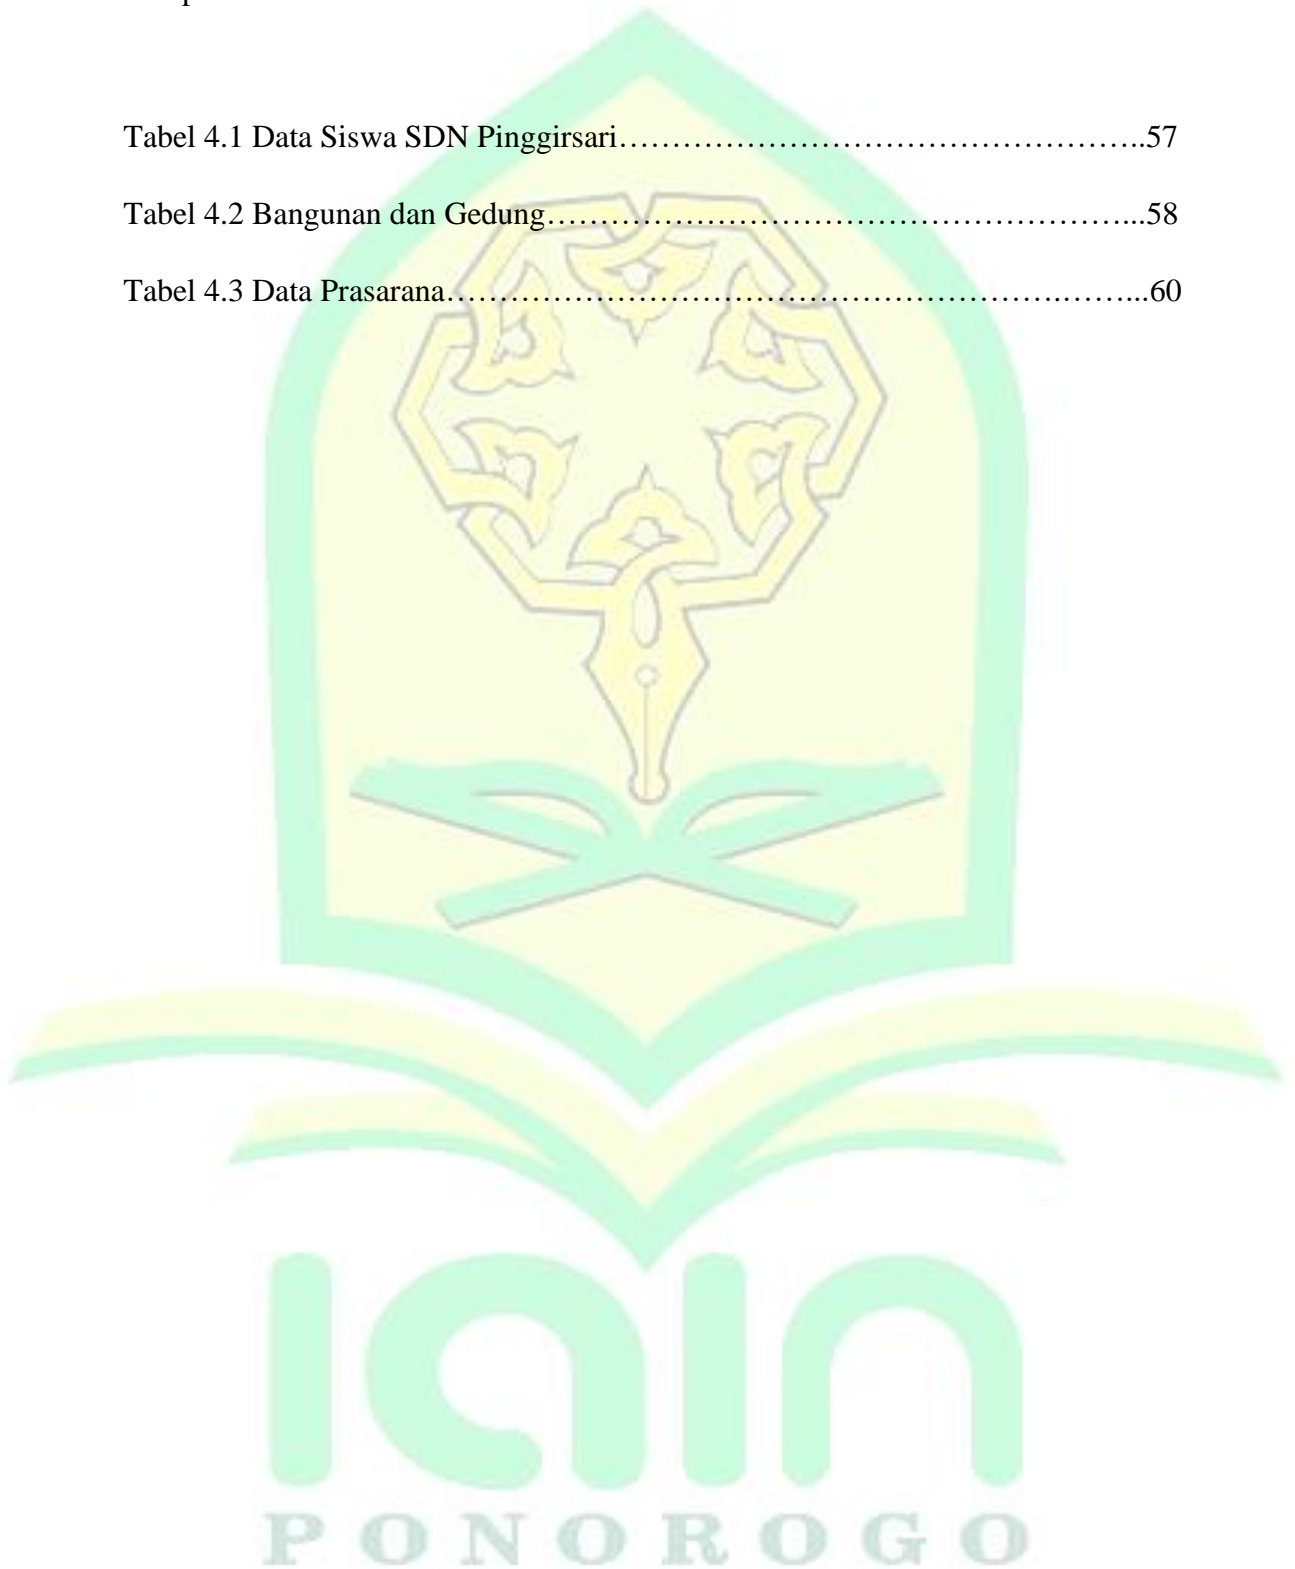 Tabel 4.1 Data Siswa SDN Pinggirsari……………………………………………..57
Tabel 4.2 Bangunan dan Gedung…………………………………………………...58
Tabel 4.3 Data Prasarana………………………………………………….……...60
iain
PONOROGO